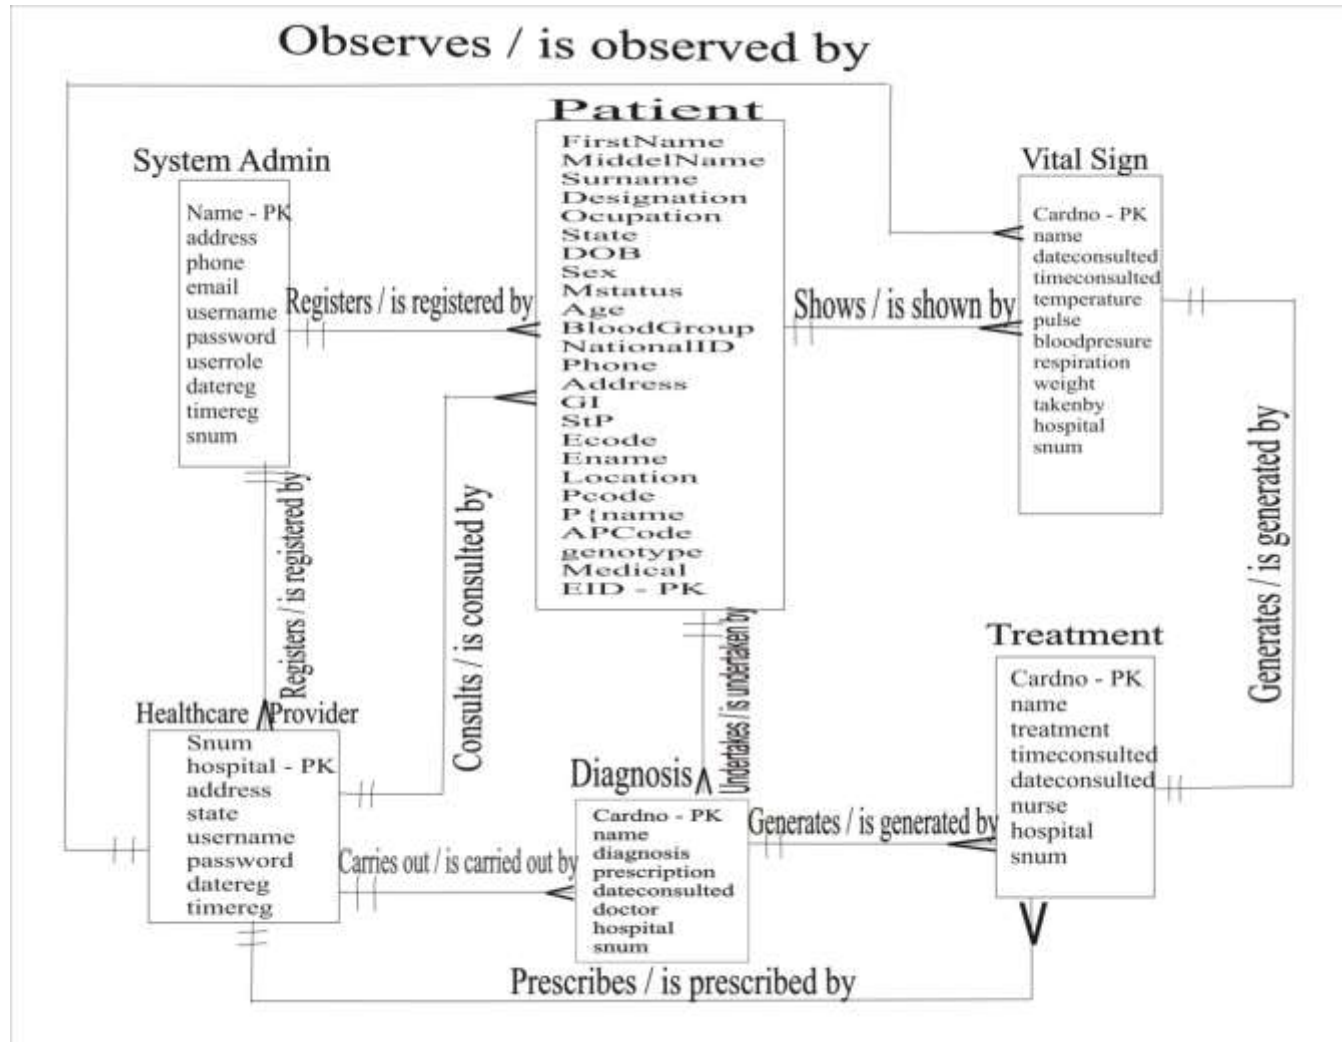 Observes / is observed by
Patient
FirstName
MiddelName
Surname
Designation
Ocupation
State
DOB
Sex
Mstatus
Age
BloodGroup
NationalID
Phone
Address
GI
StP
Ecode
Ename
Location
Pcode
P{name
APCode
genotype
Medical
EID - PK
System Admin
Name - PK
address
phone
email
username
password
userrole
datereg
timereg
snum
Registers / is registered by
Vital Sign
Cardno - PK
name
dateconsulted
timeconsulted
temperature
pulse
bloodpresure
respiration
weight
takenby
hospital
snum
Shows / is shown by
Generates / is generated by
Registers / is registered by
Consults / is consulted by
Undertakes / is undertaken by
Treatment
Cardno - PK
name
treatment
timeconsulted
dateconsulted
nurse
hospital
snum
Healthcare Provider
Snum
hospital - PK
address
state
username
password
datereg
timereg
Carries out / is carried out by
Diagnosis
Cardno - PK
name
diagnosis
prescription
dateconsulted
doctor
hospital
snum
Generates / is generated by
Prescribes / is prescribed by